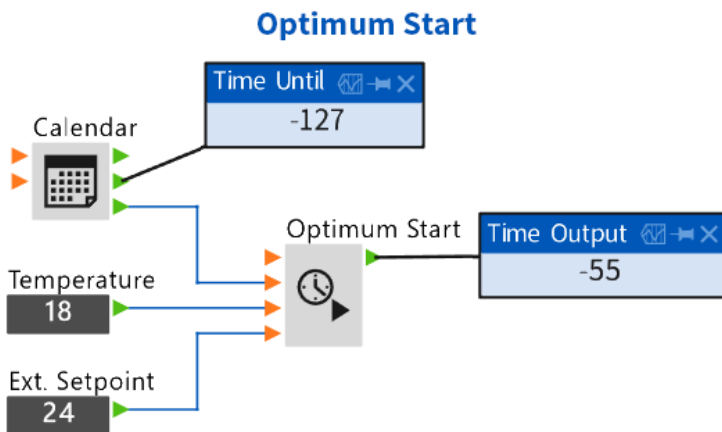 Optimum Start
Time Until
-127
Calendar
Optimum Start
Time Output
-55
Temperature
18
Ext. Setpoint
24